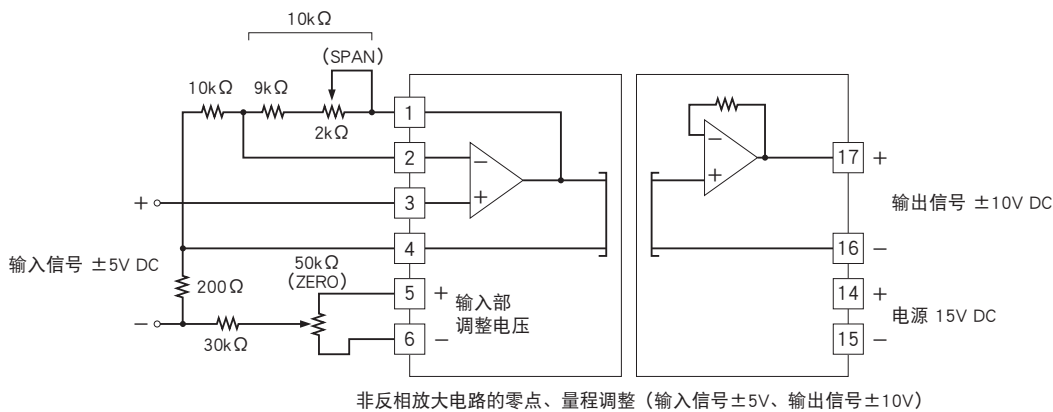 10kΩ
(SPAN)
10kΩ
9kΩ
2kΩ
1
2
3
4
5
6
−
+
+
输入信号 ±5V DC
−
200Ω
30kΩ
50kΩ
(ZERO)
+
−
输入部
调整电压
−
+
17
16
14
15
+
−
+
−
输出信号 ±10V DC
电源 15V DC
非反相放大电路的零点、量程调整（输入信号±5V、输出信号±10V）